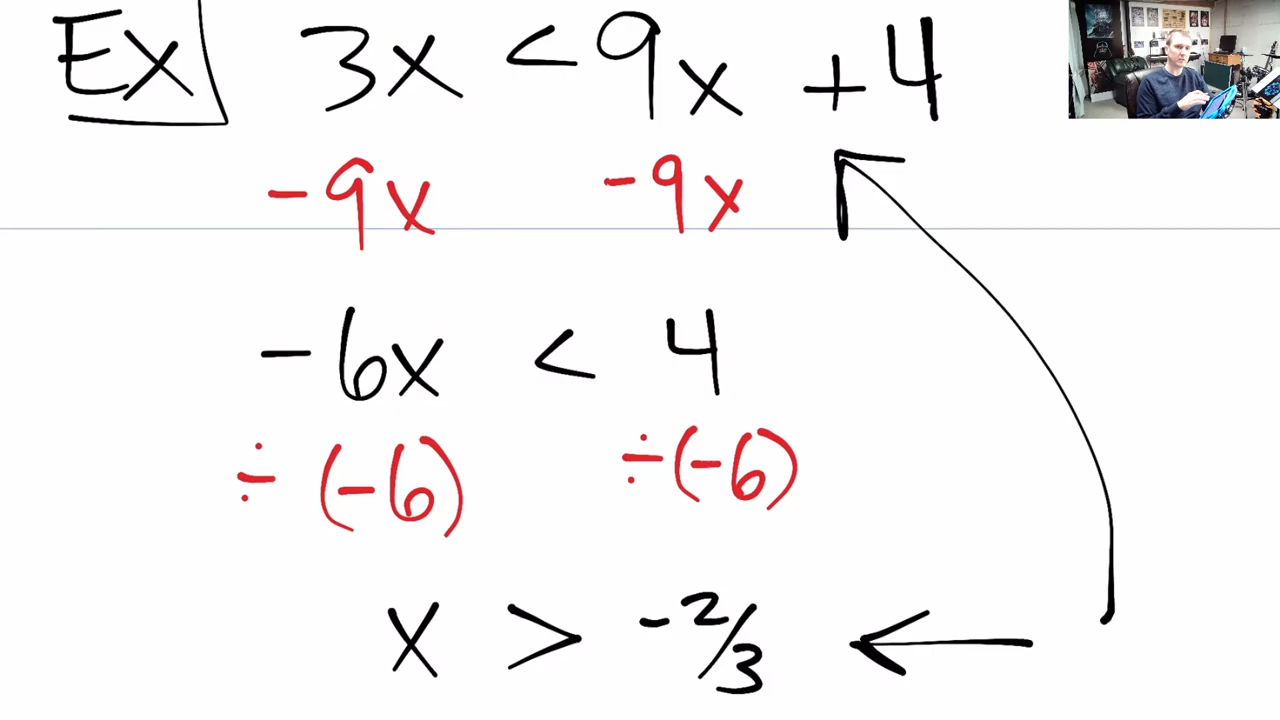 Ex 3x < 9x + 4
-9x -9x
-6x < 4
÷ (-6) ÷ (-6)
x > -2/3